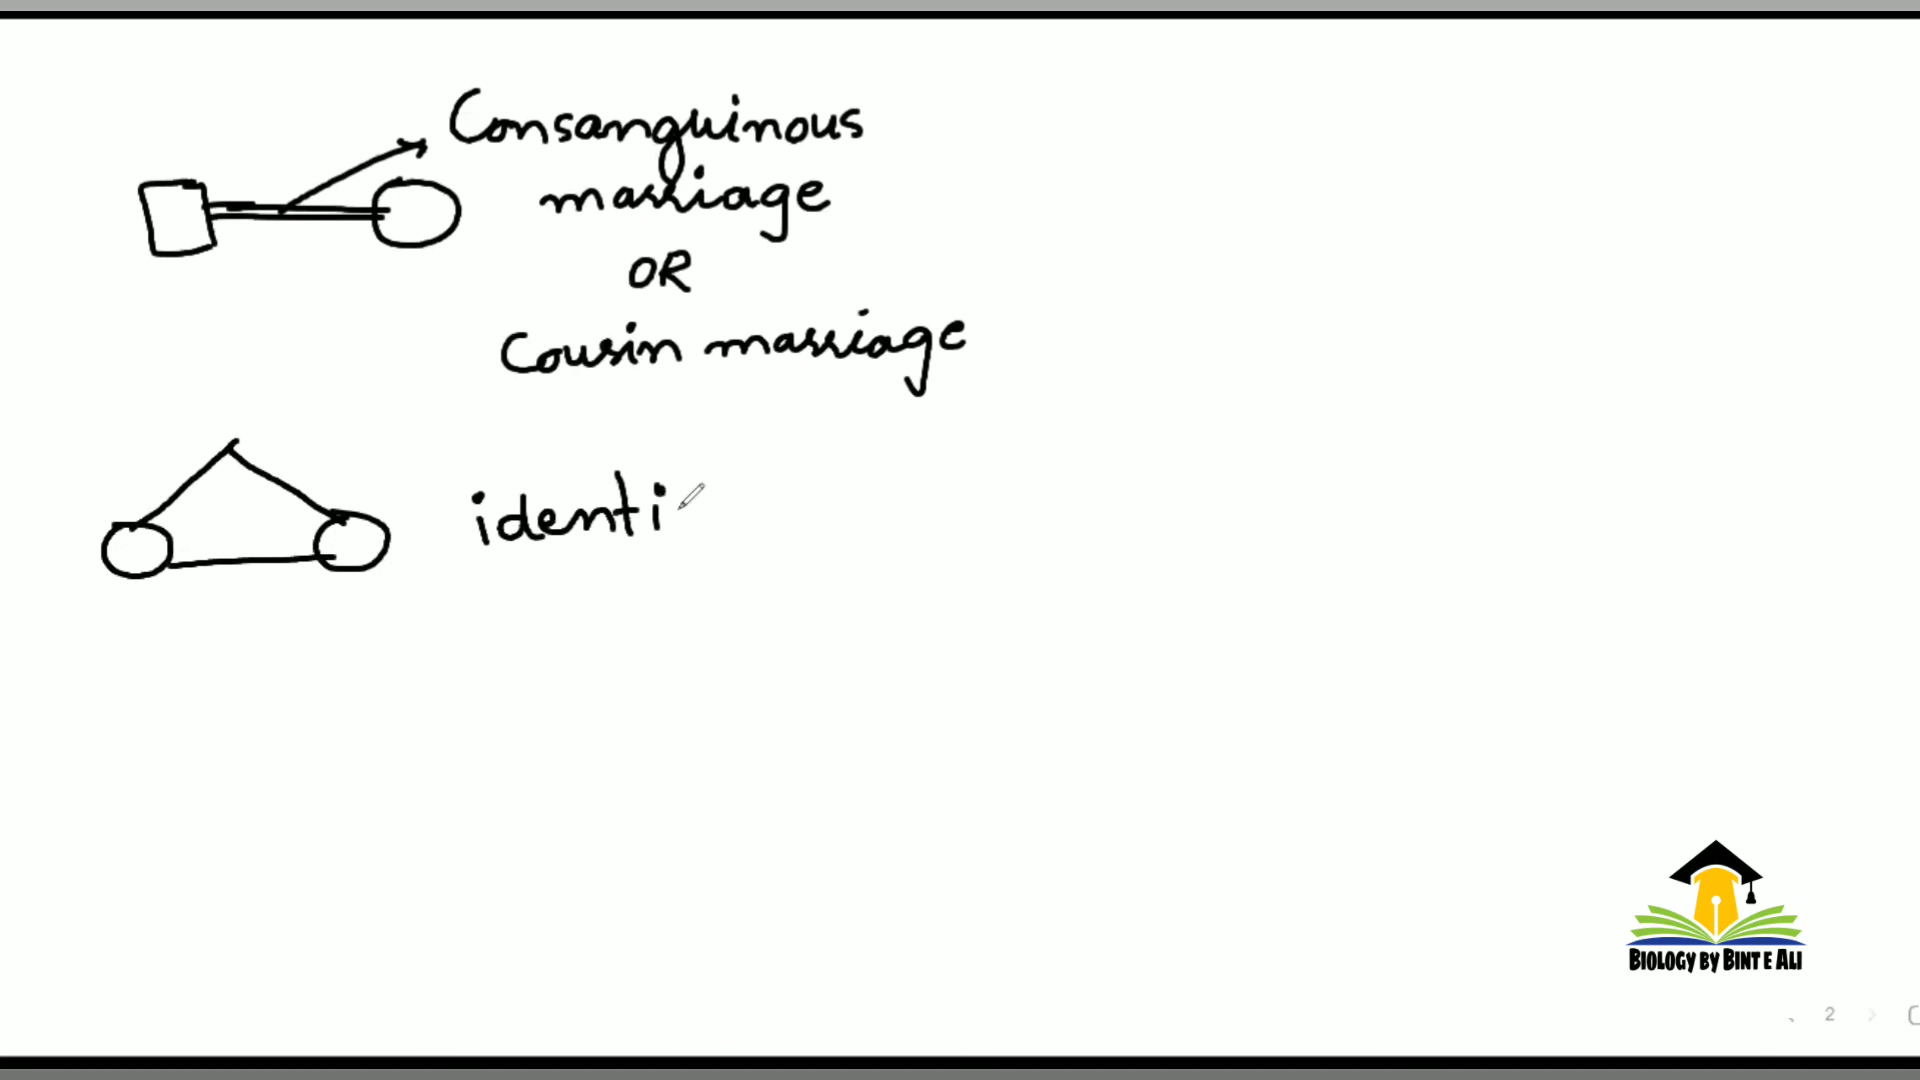 Consanguinous
marriage
OR
Cousin marriage
identi
BIOLOGY BY BINT E ALI
2